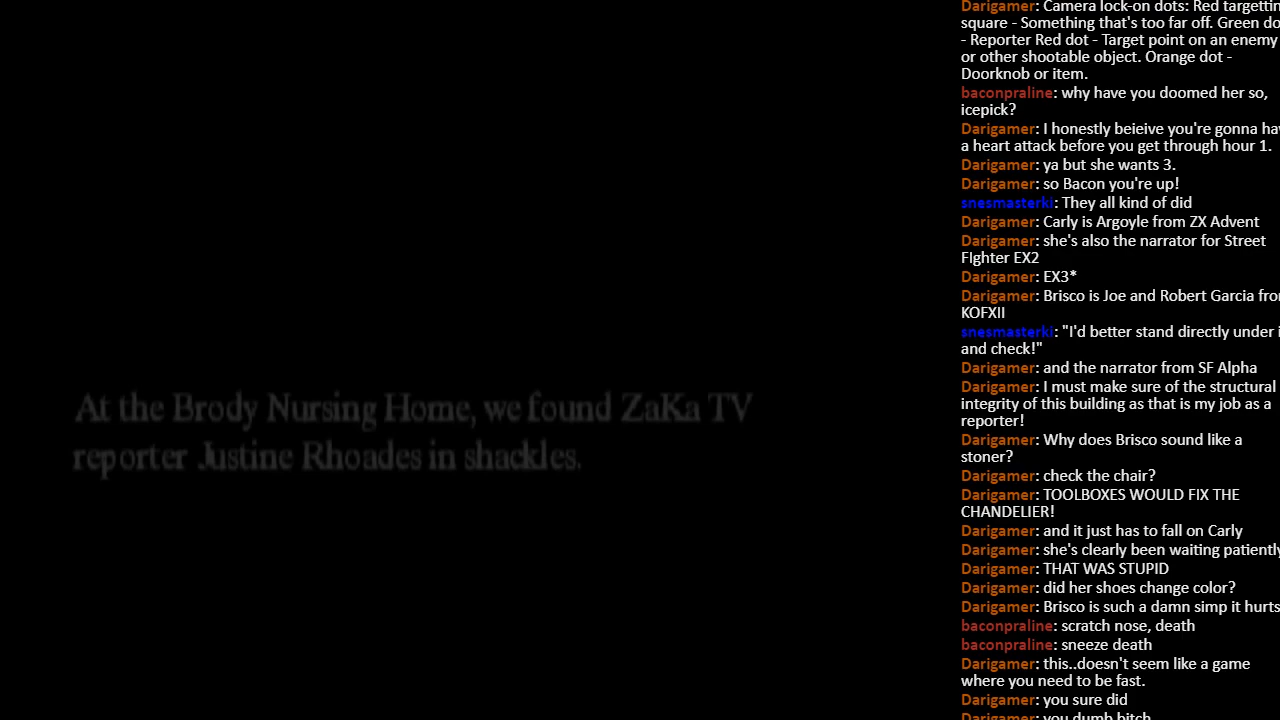 At the Brody Nursing Home, we found ZaKa TV
reporter Justine Rhoades in shackles.
Darigamer: Camera lock-on dots: Red targettin
square - Something that's too far off. Green do
- Reporter Red dot - Target point on an enemy
or other shootable object. Orange dot -
Doorknob or item.
baconpraline: why have you doomed her so,
icepick?
Darigamer: I honestly beieive you're gonna hav
a heart attack before you get through hour 1.
Darigamer: ya but she wants 3.
Darigamer: so Bacon you're up!
snesmasterki: They all kind of did
Darigamer: Carly is Argoyle from ZX Advent
Darigamer: she's also the narrator for Street
FIghter EX2
Darigamer: EX3*
Darigamer: Brisco is Joe and Robert Garcia from
KOFXII
snesmasterki: "I'd better stand directly under i
and check!"
Darigamer: and the narrator from SF Alpha
Darigamer: I must make sure of the structural
integrity of this building as that is my job as a
reporter!
Darigamer: Why does Brisco sound like a
stoner?
Darigamer: check the chair?
Darigamer: TOOLBOXES WOULD FIX THE
CHANDELIER!
Darigamer: and it just has to fall on Carly
Darigamer: she's clearly been waiting patiently
Darigamer: THAT WAS STUPID
Darigamer: did her shoes change color?
Darigamer: Brisco is such a damn simp it hurts
baconpraline: scratch nose, death
baconpraline: sneeze death
Darigamer: this..doesn't seem like a game
where you need to be fast.
Darigamer: you sure did
Darigamer: you dumb bitch